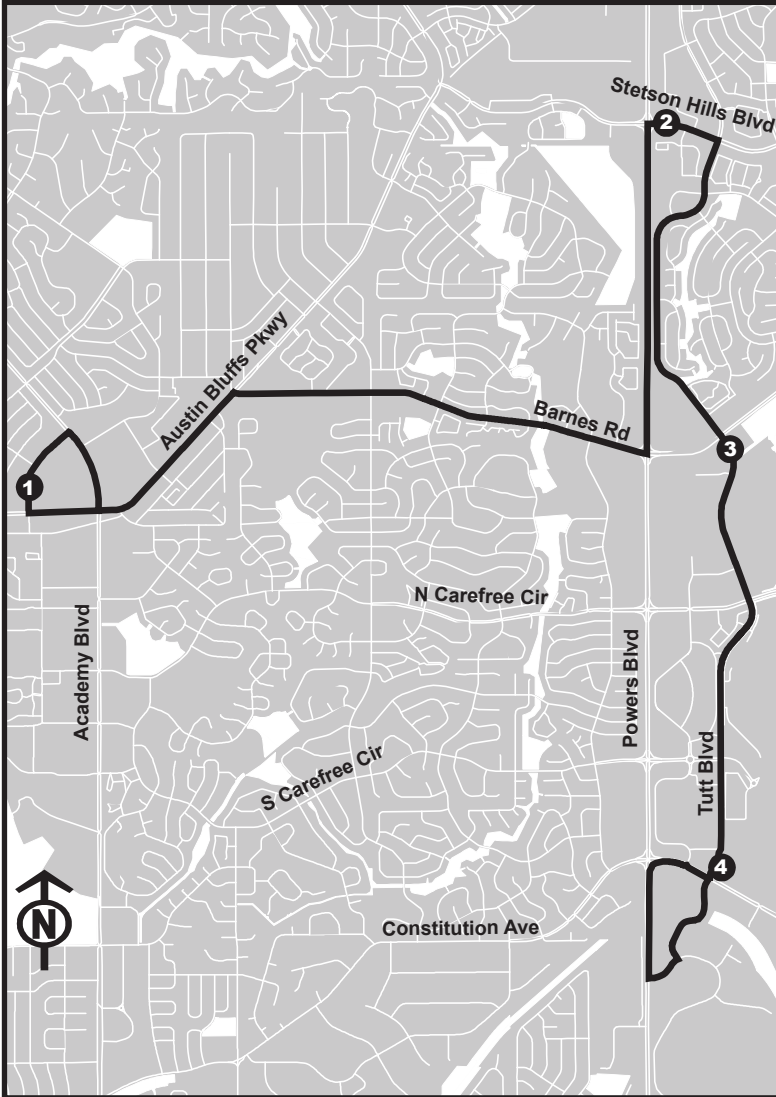 Stetson Hills Blvd
2
Austin Bluffs Pkwy
Barnes Rd
3
1
N Carefree Cir
Academy Blvd
Powers Blvd
Tutt Blvd
S Carefree Cir
4
N
Constitution Ave